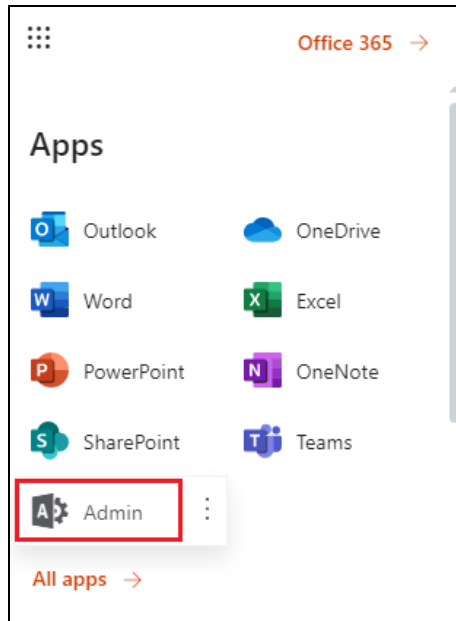 Office 365 →
Apps
Outlook
OneDrive
Word
Excel
PowerPoint
OneNote
SharePoint
Teams
Admin
All apps →